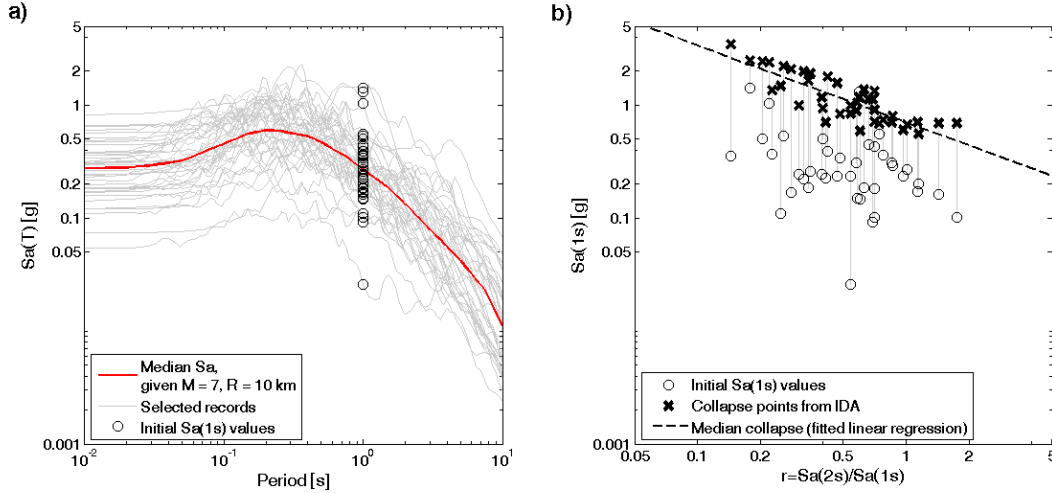 a)
5
2
1
0.5
0.2
0.1
0.05
0.001
Sa(T) [g]
Median Sa,
given M = 7, R = 10 km
Selected records
Initial Sa(1s) values
10^-2
10^-1
10^0
10^1
Period [s]
b)
5
2
1
0.5
0.2
0.1
0.05
0.001
Sa(1s) [g]
Initial Sa(1s) values
Collapse points from IDA
Median collapse (fitted linear regression)
0.05 0.1 0.2 0.5 1 2 5
r=Sa(2s)/Sa(1s)